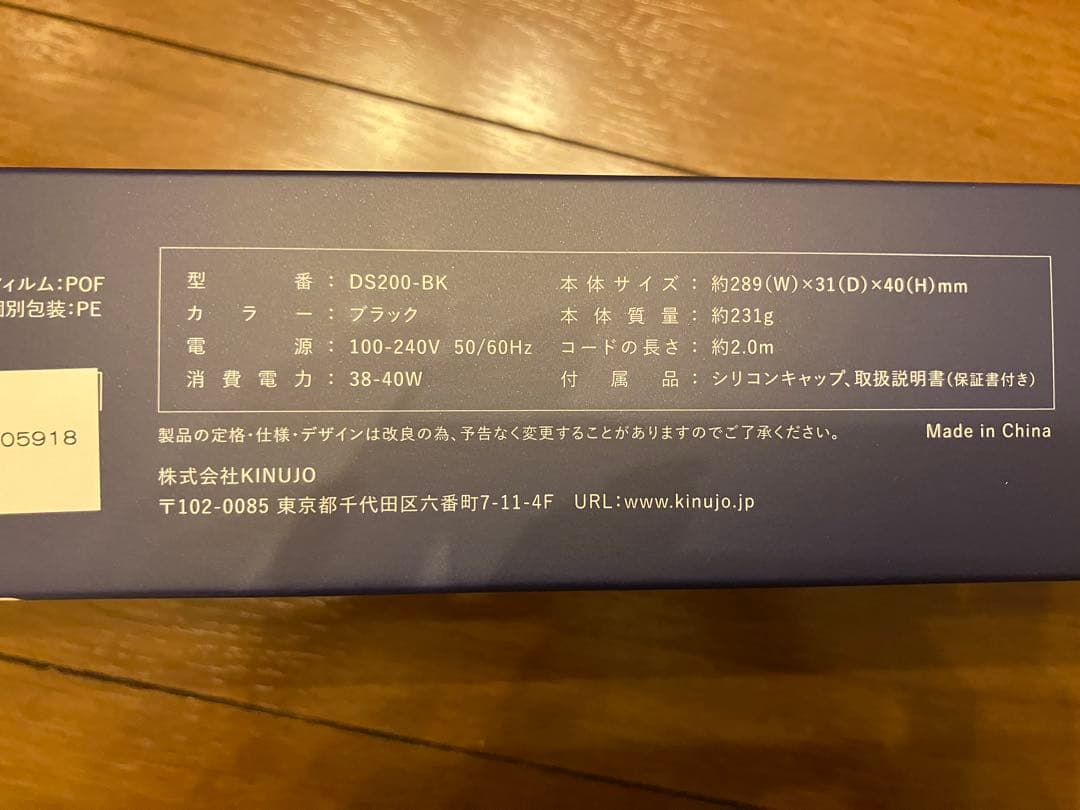 ィルム:POF
個別包装:PE
05918
型番：DS200-BK
カラー：ブラック
電源：100-240V 50/60Hz
消費電力：38-40W
本体サイズ：約289(W)×31(D)×40(H)mm
本体質量：約231g
コードの長さ：約2.0m
付属品：シリコンキャップ、取扱説明書(保証書付き)
製品の定格・仕様・デザインは改良の為、予告なく変更することがありますのでご了承ください。
Made in China
株式会社KINUJO
〒102-0085 東京都千代田区六番町7-11-4F URL:www.kinujo.jp